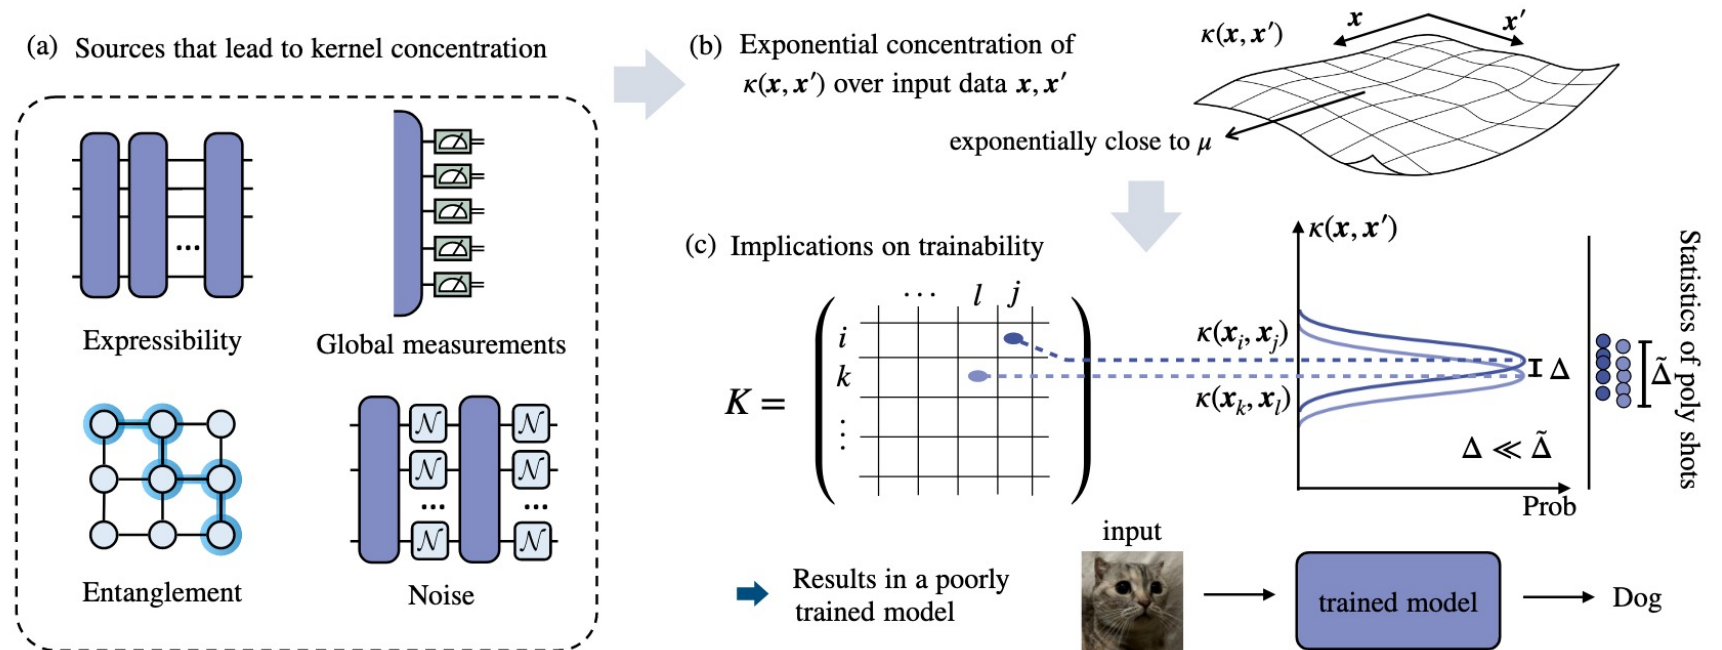 (a) Sources that lead to kernel concentration
...
Expressibility
Global measurements
Entanglement
𝒩 𝒩
𝒩 𝒩
... ...
𝒩 𝒩
Noise
(b) Exponential concentration of
κ(x, x′) over input data x, x′
κ(x, x′)
x
x′
exponentially close to μ
(c) Implications on trainability
K =
... l j
i
k
⋮
κ(x, x′)
κ(xᵢ, xⱼ)
κ(xₖ, xₗ)
Δ
Δ ≪ Δ̃
Prob
Δ̃
Statistics of poly shots
Results in a poorly
trained model
input
trained model
Dog